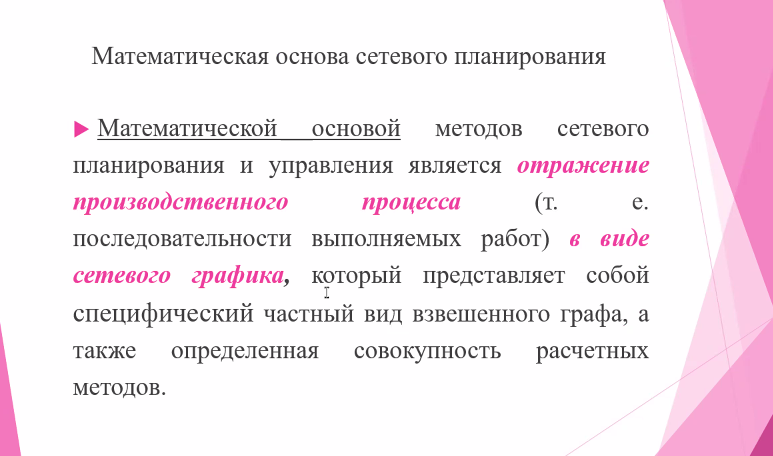 Математическая основа сетевого планирования
Математической основой методов сетевого
планирования и управления является отражение
производственного процесса (т. е.
последовательности выполняемых работ) в виде
сетевого графика, который представляет собой
специфический частный вид взвешенного графа, а
также определенная совокупность расчетных
методов.